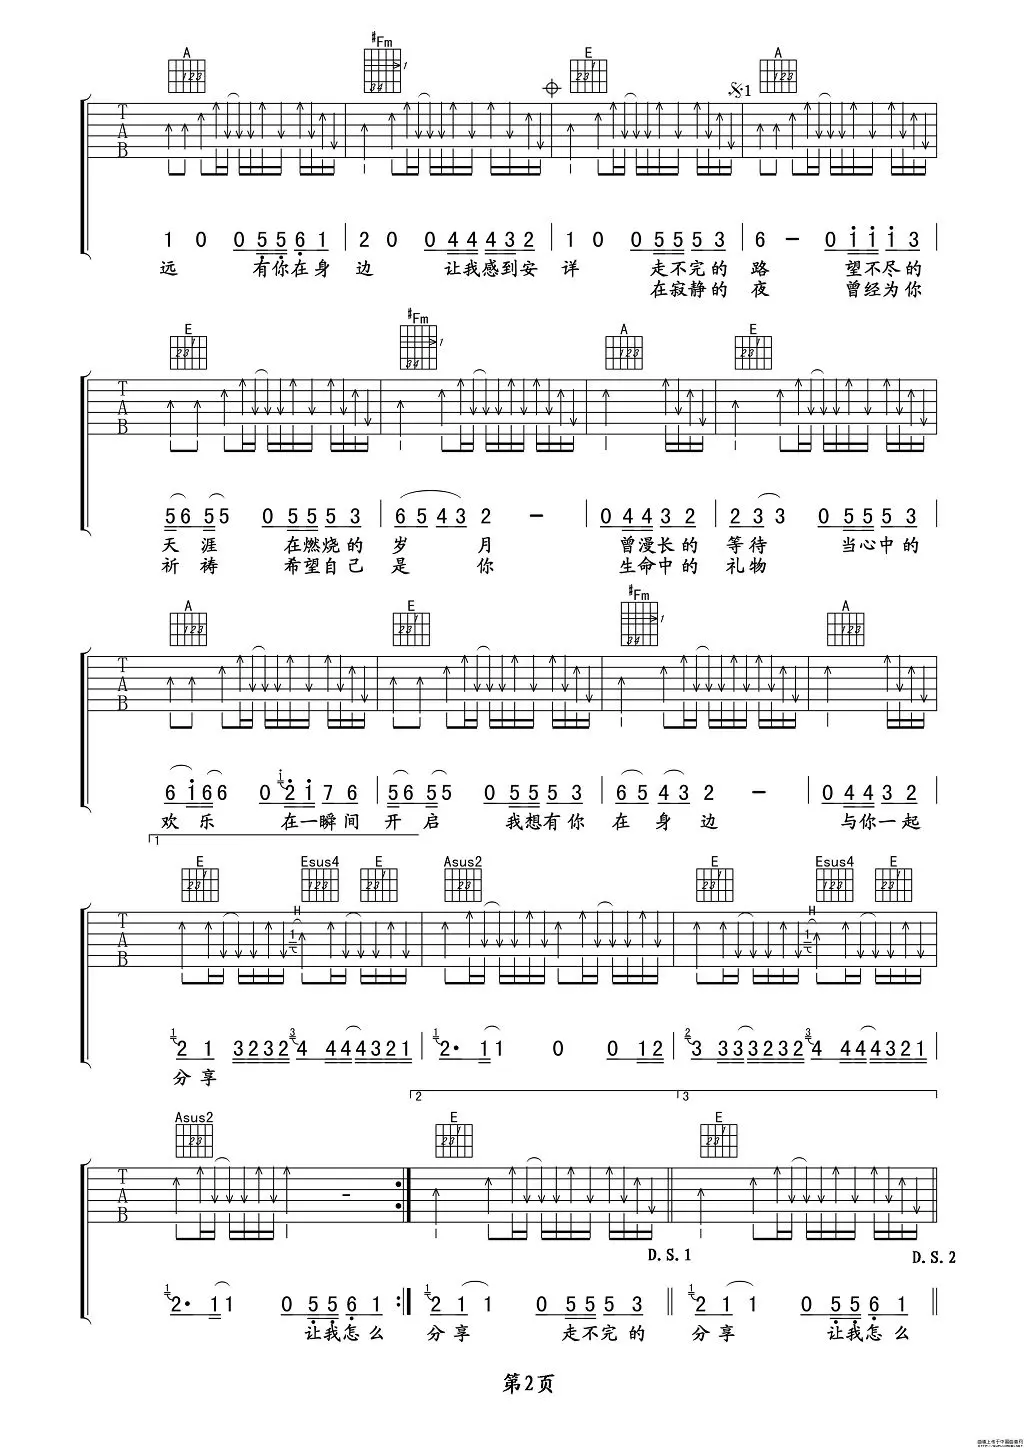 A #Fm E A
𝄋1
T
A
B
1 0 0 5 5 6 1 | 2 0 0 4 4 4 3 2 | 1 0 0 5 5 5 3 | 6 - 0 1 1 1 3
远 有你在身 边 让我感到安 详 走不完的 路 望不尽的
在寂静的 夜 曾经为你
E #Fm A E
T
A
B
5 6 5 5 0 5 5 5 3 | 6 5 4 3 2 - | 0 4 4 3 2 | 2 3 3 0 5 5 5 3
天 涯 在燃烧的 岁 月 曾漫长的 等待 当心中的
祈 祷 希望自己 是 你 生命中的 礼物
A E #Fm A
T
A
B
6 1 6 6 0 2 1 7 6 | 5 6 5 5 0 5 5 5 3 | 6 5 4 3 2 - | 0 4 4 3 2
欢 乐 在一瞬间 开 启 我想有你 在 身 边 与你一起
1
E Esus4 E Asus2 E Esus4 E
H H
T
A
B
2 1 3 2 3 2 4 4 4 4 3 2 1 | 2· 1 1 0 0 1 2 | 3 3 3 3 2 3 2 4 4 4 4 3 2 1
分 享
2 3
Asus2 E E
T
A
B
D.S.1 D.S.2
2· 1 1 0 5 5 6 1 :| 2 1 1 0 5 5 5 3 || 2 1 1 0 5 5 6 1 ||
让我怎么 分 享 走不完的 分 享 让我怎么
第2页